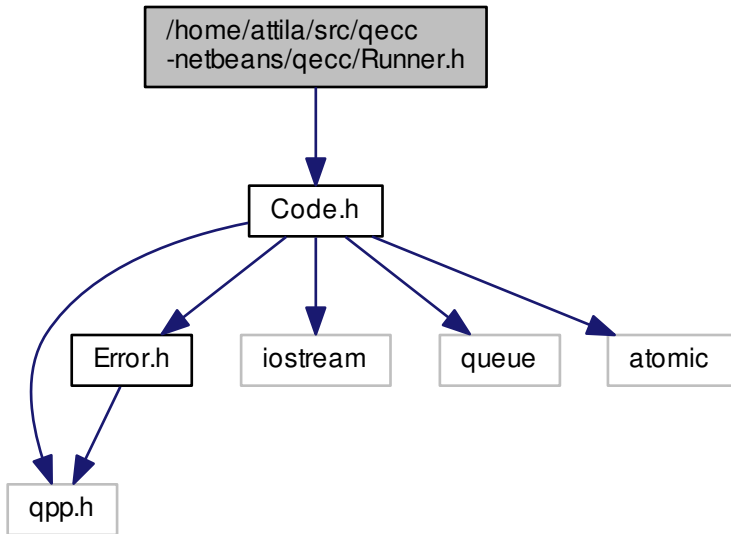 /home/attila/src/qecc
-netbeans/qecc/Runner.h
Code.h
Error.h
iostream
queue
atomic
qpp.h